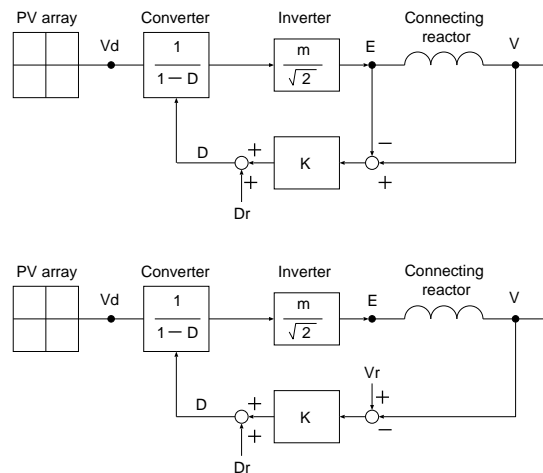 PV array Converter Inverter Connecting reactor
Vd E V
1
1 − D
m
√2
D + K −
+ +
Dr
PV array Converter Inverter Connecting reactor
Vd E V
1
1 − D
m
√2
Vr
D + K +
+ −
Dr